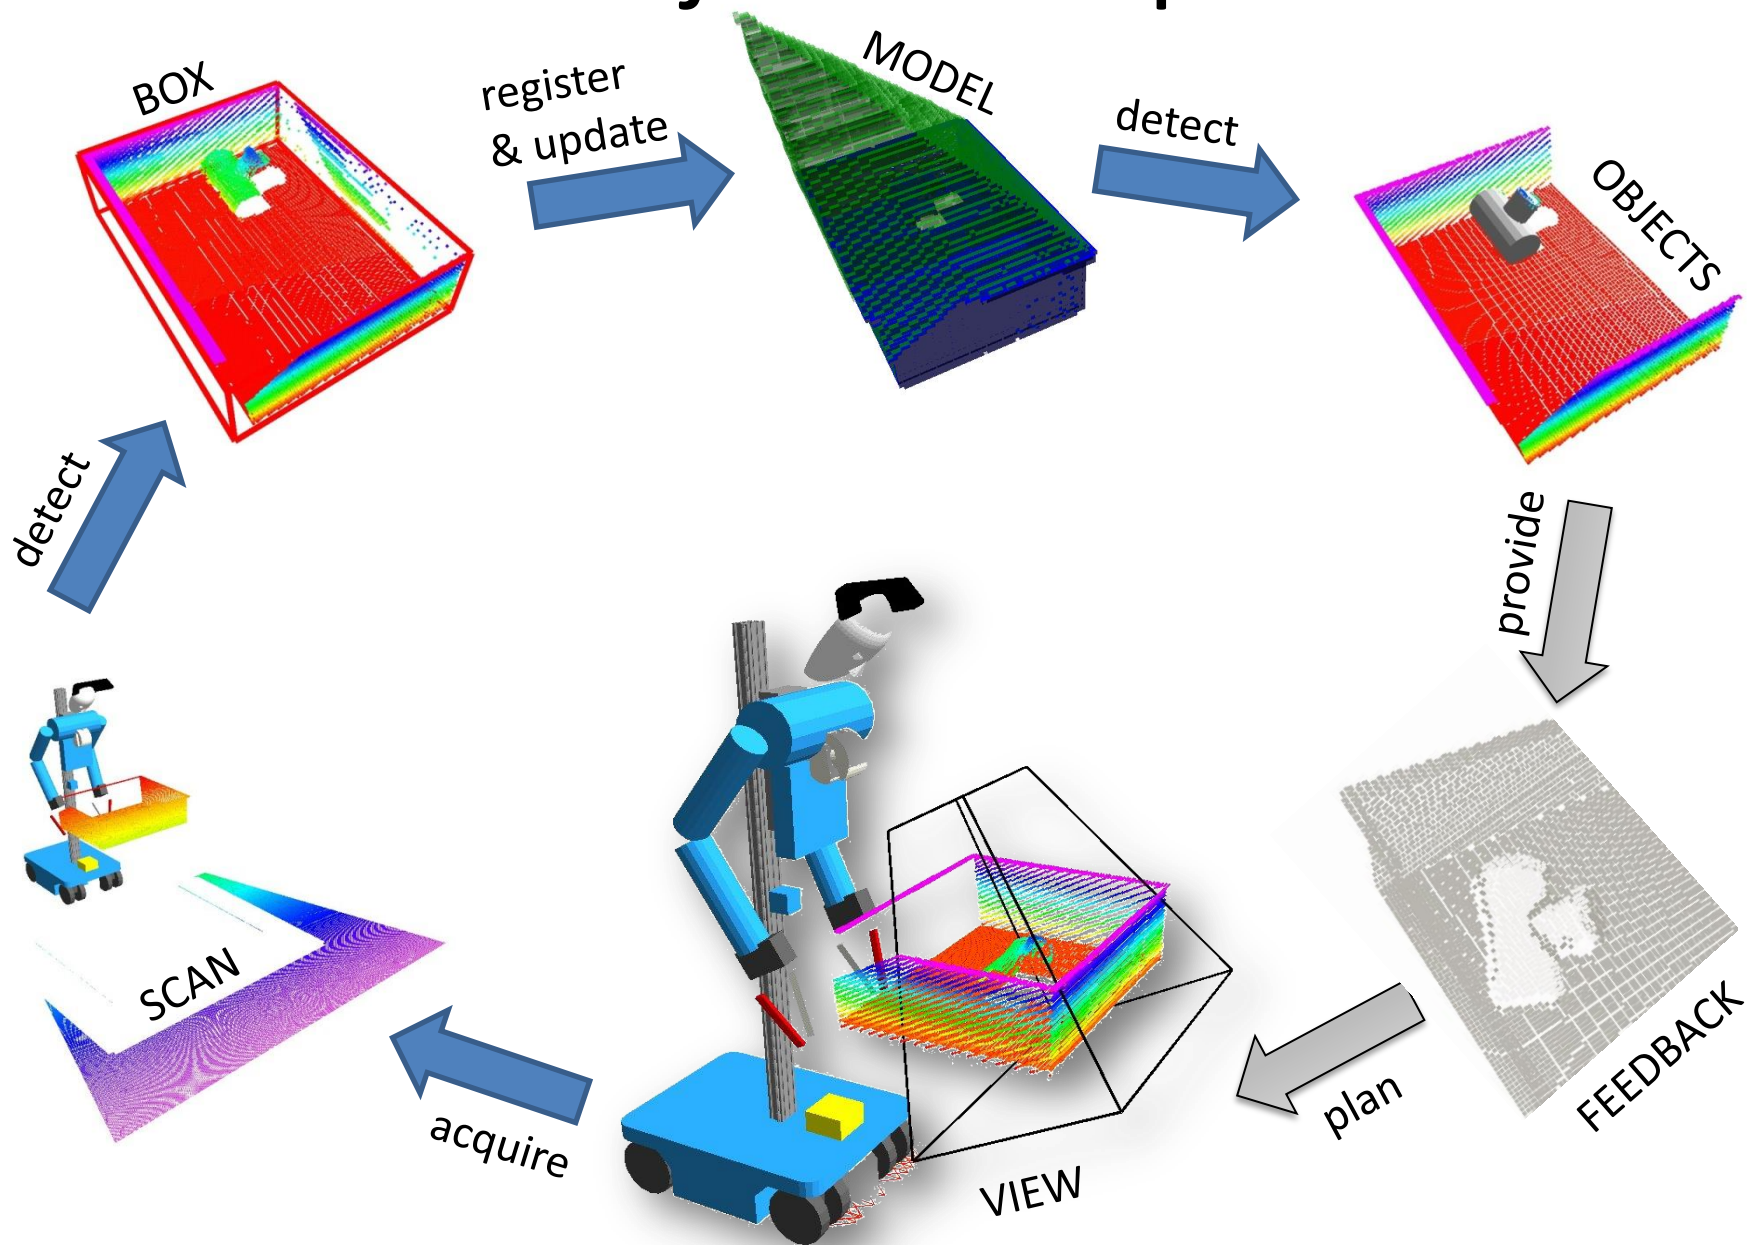 BOX
register
& update
MODEL
detect
OBJECTS
detect
provide
SCAN
acquire
VIEW
plan
FEEDBACK